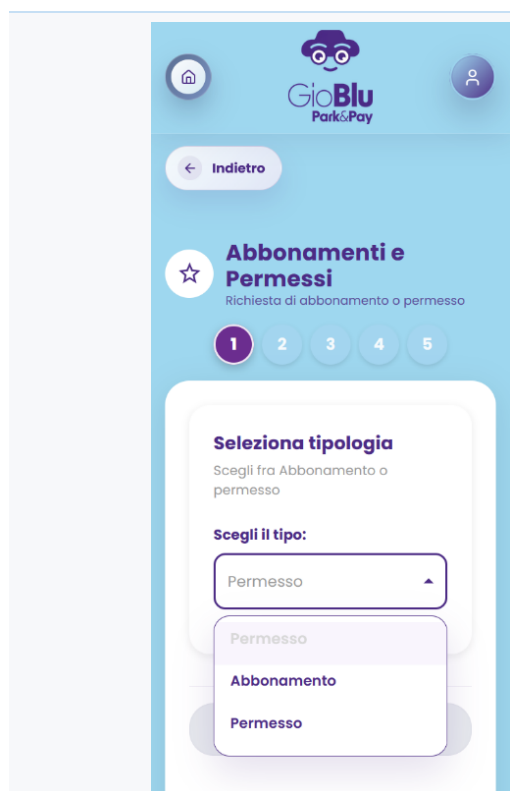 GioBlu
Park&Pay
Indietro
Abbonamenti e
Permessi
Richiesta di abbonamento o permesso
1 2 3 4 5
Seleziona tipologia
Scegli fra Abbonamento o
permesso
Scegli il tipo:
Permesso
Permesso
Abbonamento
Permesso